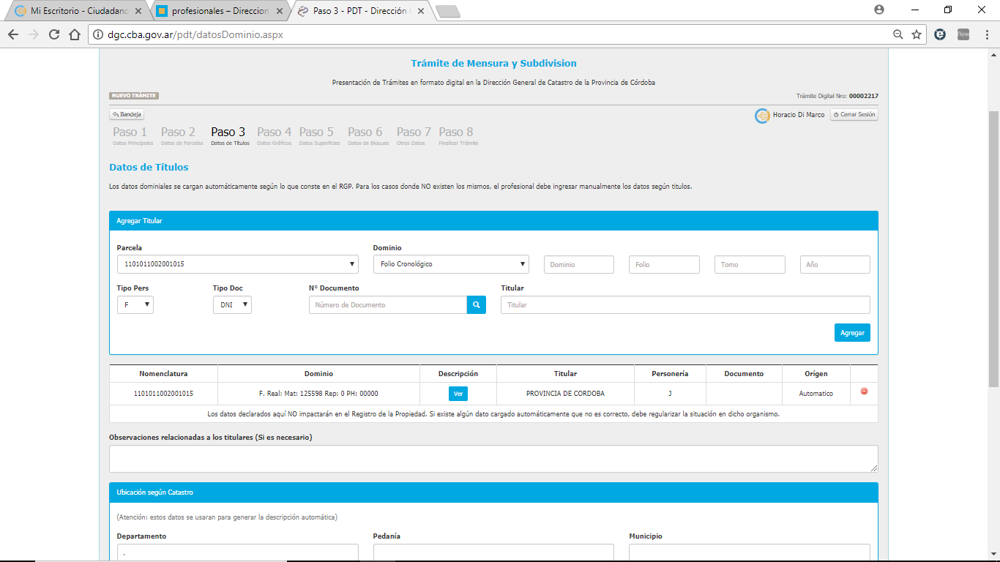 Mi Escritorio - Ciudadano
profesionales – Direccion
Paso 3 - PDT - Dirección
dgc.cba.gov.ar/pdt/datosDominio.aspx
Trámite de Mensura y Subdivision
Presentación de Trámites en formato digital en la Dirección General de Catastro de la Provincia de Córdoba
NUEVO TRÁMITE
Trámite Digital Nro: 00002217
Bandeja
Horacio Di Marco
Cerrar Sesión
Paso 1 Paso 2 Paso 3 Paso 4 Paso 5 Paso 6 Paso 7 Paso 8
Datos Principales Datos de Parcelas Datos de Títulos Datos Gráficos Datos Superficies Datos de Bloques Otros Datos Finalizar Trámite
Datos de Títulos
Los datos dominiales se cargan automáticamente según lo que conste en el RGP. Para los casos donde NO existen los mismos, el profesional debe ingresar manualmente los datos según titulos.
Agregar Titular
Parcela Dominio
1101011002001015 Folio Cronológico Dominio Folio Tomo Año
Tipo Pers Tipo Doc Nº Documento Titular
F DNI Número de Documento Titular
Agregar
Nomenclatura Dominio Descripción Titular Personería Documento Orígen
1101011002001015 F. Real: Mat: 125598 Rep: 0 PH: 00000 Ver PROVINCIA DE CORDOBA J Automatico
Los datos declarados aquí NO impactarán en el Registro de la Propiedad. Si existe algún dato cargado automáticamente que no es correcto, debe regularizar la situación en dicho organismo.
Observaciones relacionadas a los titulares (Si es necesario)
Ubicación según Catastro
(Atención: estos datos se usaran para generar la descripción automática)
Departamento Pedanía Municipio
.